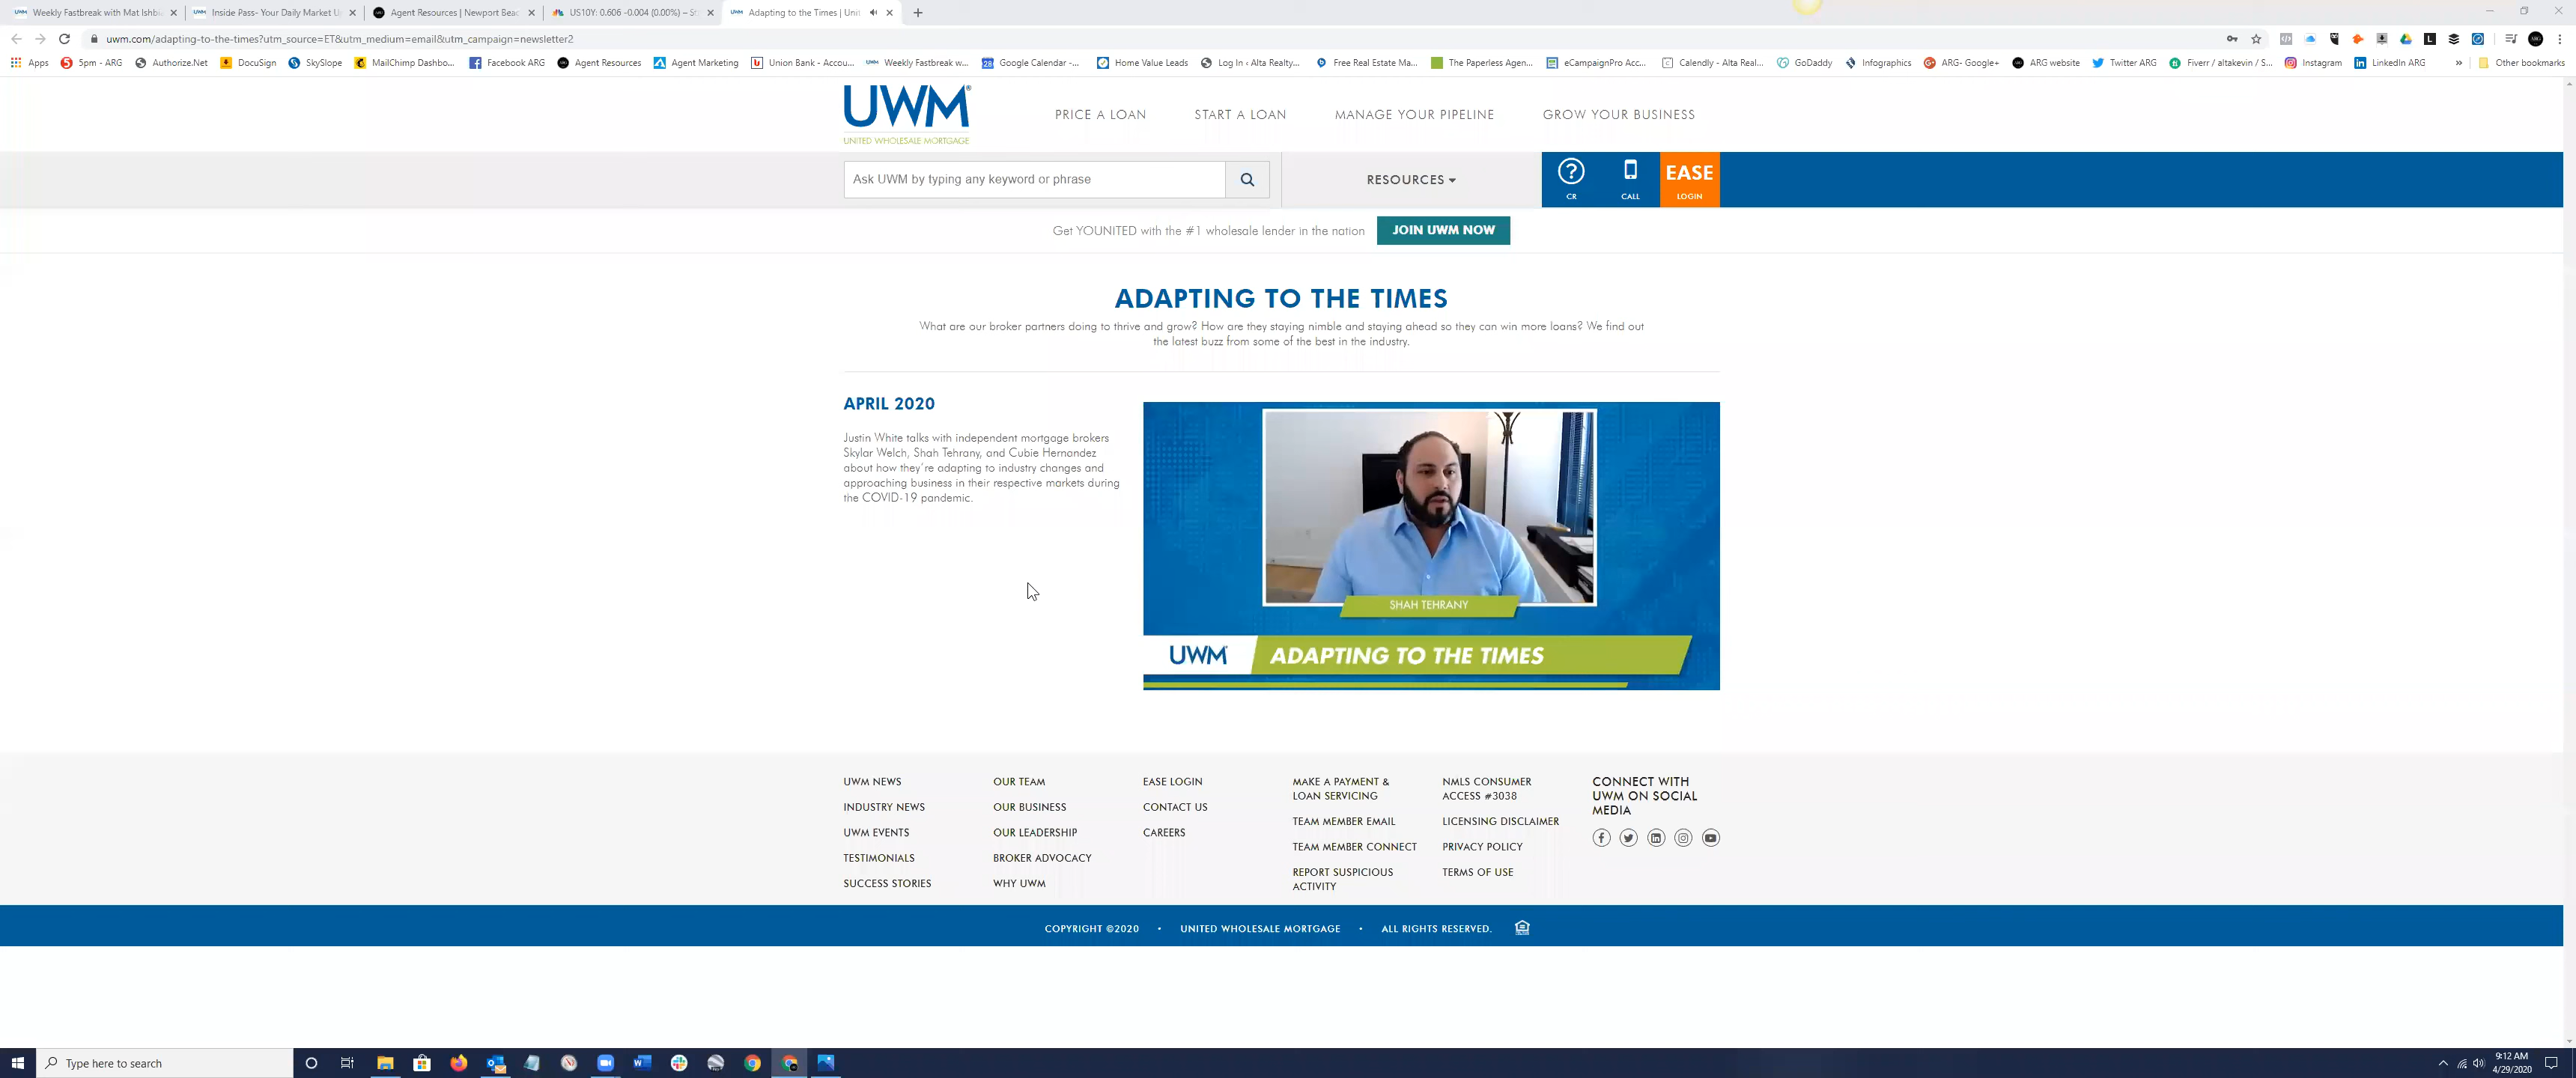 Weekly Fastbreak with Mat Ishbi
Inside Pass- Your Daily Market U
Agent Resources | Newport Beac
US10Y: 0.606 -0.004 (0.00%) – St
Adapting to the Times | Unit
uwm.com/adapting-to-the-times?utm_source=ET&utm_medium=email&utm_campaign=newsletter2
Apps
5pm - ARG
Authorize.Net
DocuSign
SkySlope
MailChimp Dashbo...
Facebook ARG
Agent Resources
Agent Marketing
Union Bank - Accou...
Weekly Fastbreak w...
Google Calendar -...
Home Value Leads
Log In ‹ Alta Realty...
Free Real Estate Ma...
The Paperless Agen...
eCampaignPro Acc...
Calendly - Alta Real...
GoDaddy
Infographics
ARG- Google+
ARG website
Twitter ARG
Fiverr / altakevin / S...
Instagram
LinkedIn ARG
»
Other bookmarks
UWM
UNITED WHOLESALE MORTGAGE
PRICE A LOAN
START A LOAN
MANAGE YOUR PIPELINE
GROW YOUR BUSINESS
Ask UWM by typing any keyword or phrase
RESOURCES
CR
CALL
EASE
LOGIN
Get YOUNITED with the #1 wholesale lender in the nation
JOIN UWM NOW
ADAPTING TO THE TIMES
What are our broker partners doing to thrive and grow? How are they staying nimble and staying ahead so they can win more loans? We find out
the latest buzz from some of the best in the industry.
APRIL 2020
Justin White talks with independent mortgage brokers
Skylar Welch, Shah Tehrany, and Cubie Hernandez
about how they're adapting to industry changes and
approaching business in their respective markets during
the COVID-19 pandemic.
SHAH TEHRANY
UWM
ADAPTING TO THE TIMES
UWM NEWS
INDUSTRY NEWS
UWM EVENTS
TESTIMONIALS
SUCCESS STORIES
OUR TEAM
OUR BUSINESS
OUR LEADERSHIP
BROKER ADVOCACY
WHY UWM
EASE LOGIN
CONTACT US
CAREERS
MAKE A PAYMENT &
LOAN SERVICING
TEAM MEMBER EMAIL
TEAM MEMBER CONNECT
REPORT SUSPICIOUS
ACTIVITY
NMLS CONSUMER
ACCESS #3038
LICENSING DISCLAIMER
PRIVACY POLICY
TERMS OF USE
CONNECT WITH
UWM ON SOCIAL
MEDIA
COPYRIGHT ©2020 • UNITED WHOLESALE MORTGAGE • ALL RIGHTS RESERVED.
Type here to search
9:12 AM
4/29/2020